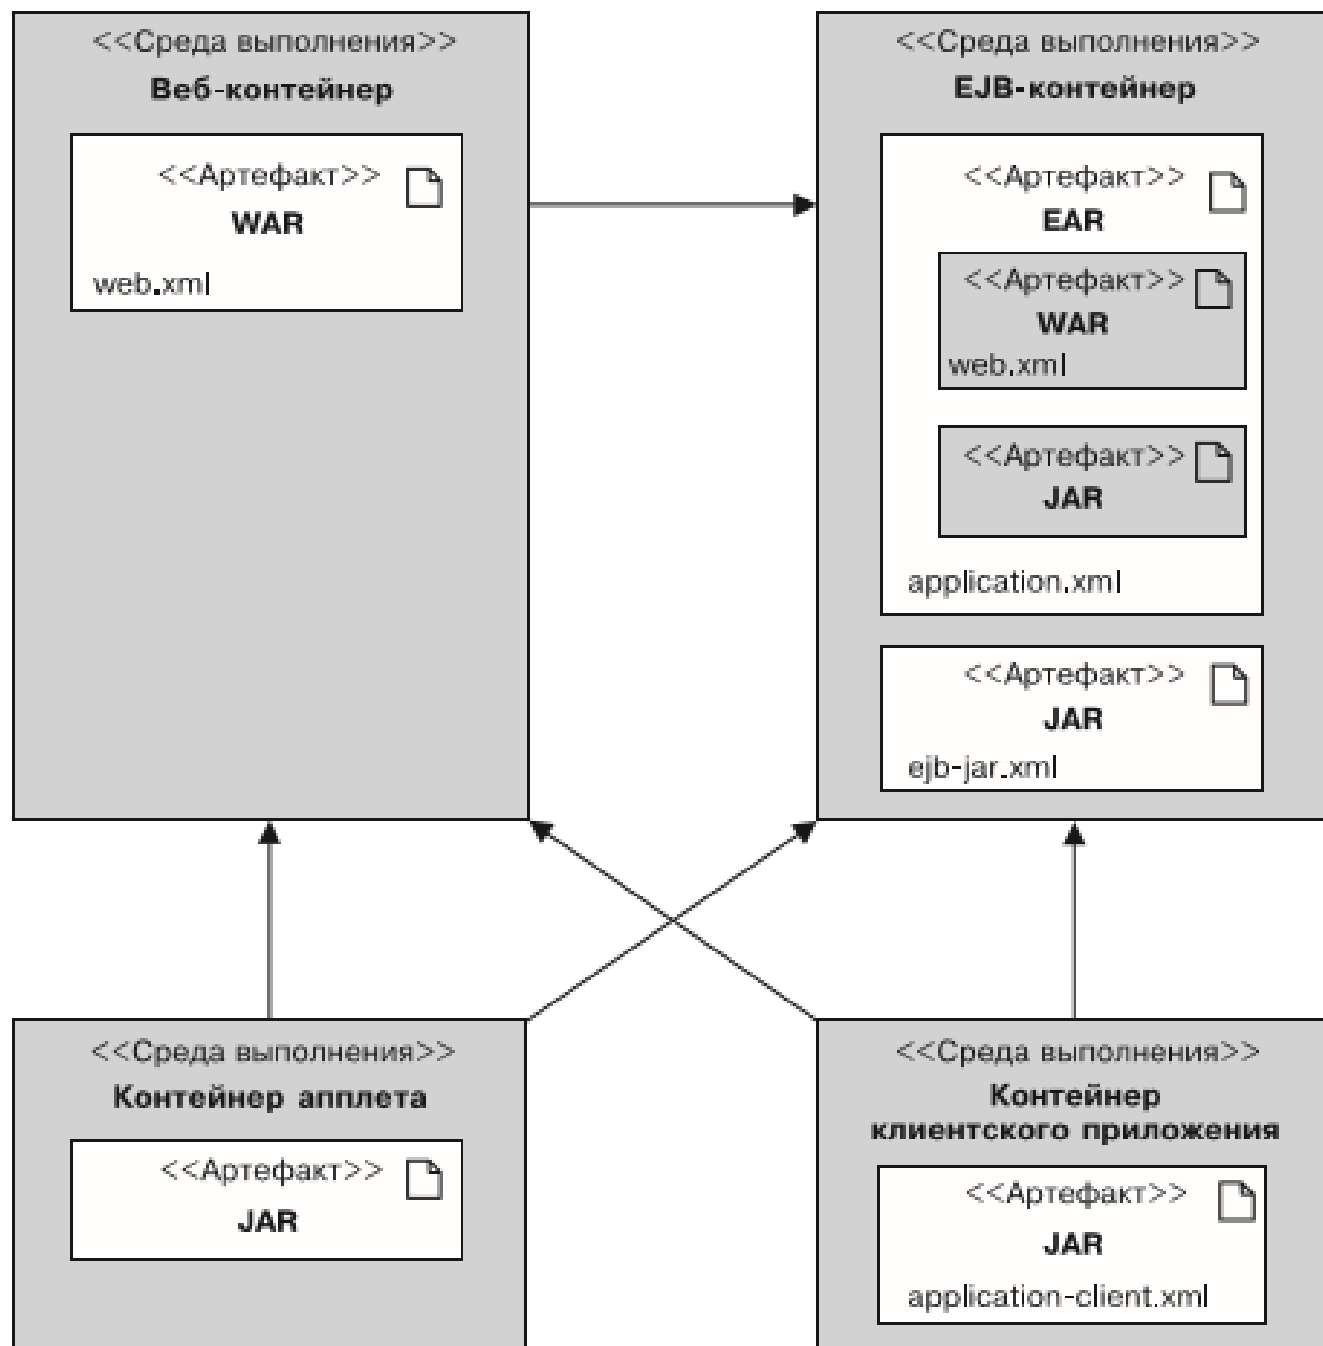 <<Среда выполнения>>
Веб-контейнер
<<Артефакт>>
WAR
web.xml
<<Среда выполнения>>
EJB-контейнер
<<Артефакт>>
EAR
<<Артефакт>>
WAR
web.xml
<<Артефакт>>
JAR
application.xml
<<Артефакт>>
JAR
ejb-jar.xml
<<Среда выполнения>>
Контейнер апплета
<<Артефакт>>
JAR
<<Среда выполнения>>
Контейнер
клиентского приложения
<<Артефакт>>
JAR
application-client.xml